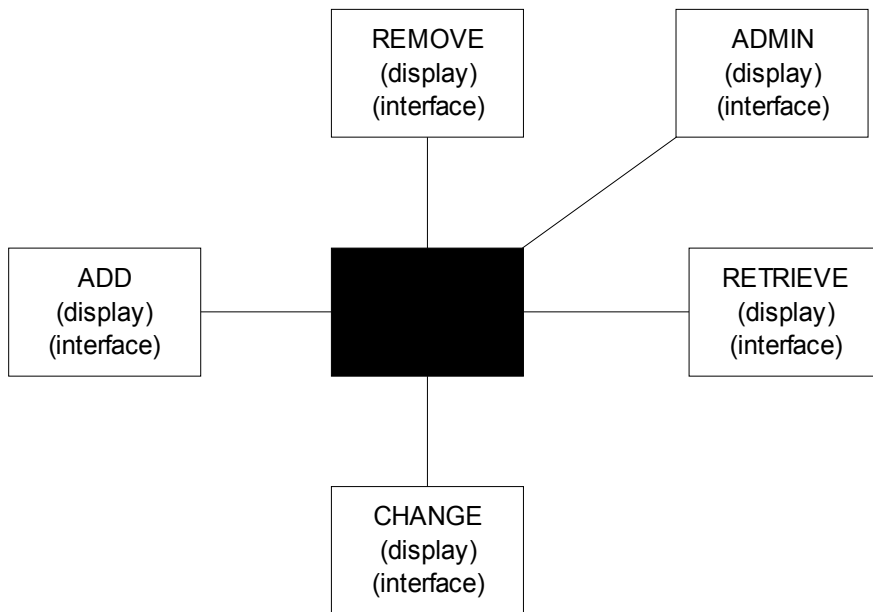 REMOVE
(display)
(interface)
ADMIN
(display)
(interface)
ADD
(display)
(interface)
RETRIEVE
(display)
(interface)
CHANGE
(display)
(interface)